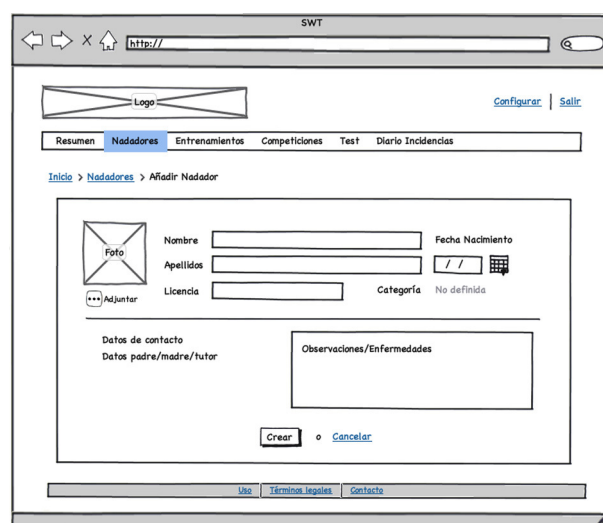 SWT
http://
Logo
Configurar Salir
Resumen Nadadores Entrenamientos Competiciones Test Diario Incidencias
Inicio > Nadadores > Añadir Nadador
Foto
Nombre
Fecha Nacimiento
Apellidos
/ /
Adjuntar
Licencia
Categoría No definida
Datos de contacto
Datos padre/madre/tutor
Observaciones/Enfermedades
Crear o Cancelar
Uso Términos legales Contacto